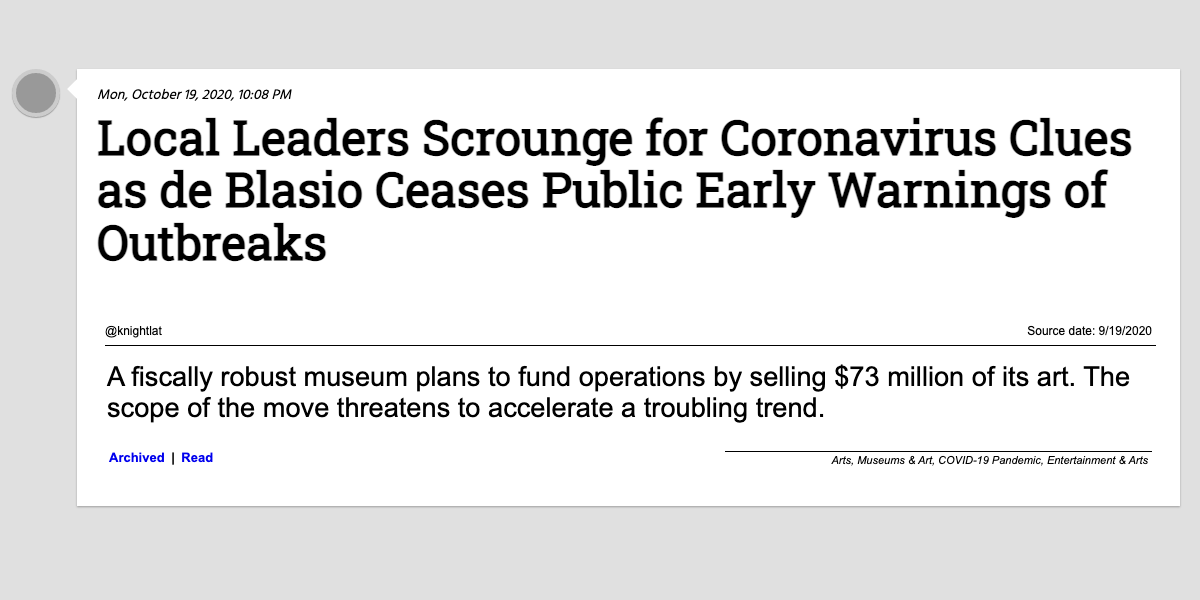 Mon, October 19, 2020, 10:08 PM
Local Leaders Scrounge for Coronavirus Clues
as de Blasio Ceases Public Early Warnings of
Outbreaks
@knightlat
Source date: 9/19/2020
A fiscally robust museum plans to fund operations by selling $73 million of its art. The
scope of the move threatens to accelerate a troubling trend.
Archived | Read
Arts, Museums & Art, COVID-19 Pandemic, Entertainment & Arts